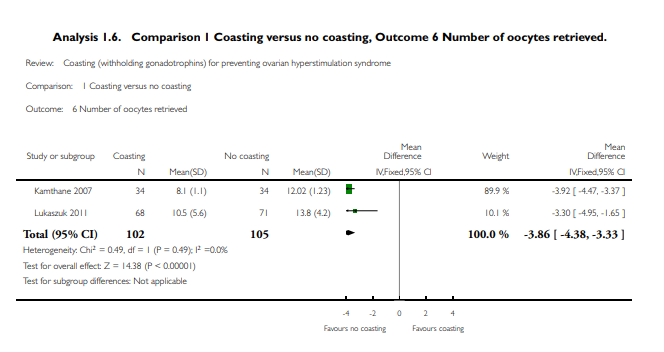 Analysis 1.6. Comparison 1 Coasting versus no coasting, Outcome 6 Number of oocytes retrieved.
Review: Coasting (withholding gonadotrophins) for preventing ovarian hyperstimulation syndrome
Comparison: 1 Coasting versus no coasting
Outcome: 6 Number of oocytes retrieved
Study or subgroup Coasting No coasting Mean Difference Weight Mean Difference
N Mean(SD) N Mean(SD) IV,Fixed,95% CI IV,Fixed,95% CI
Kamthane 2007 34 8.1 (1.1) 34 12.02 (1.23) 89.9 % -3.92 [ -4.47, -3.37 ]
Lukaszuk 2011 68 10.5 (5.6) 71 13.8 (4.2) 10.1 % -3.30 [ -4.95, -1.65 ]
Total (95% CI) 102 105 100.0 % -3.86 [ -4.38, -3.33 ]
Heterogeneity: Chi² = 0.49, df = 1 (P = 0.49); I² =0.0%
Test for overall effect: Z = 14.38 (P < 0.00001)
Test for subgroup differences: Not applicable
-4 -2 0 2 4
Favours no coasting Favours coasting